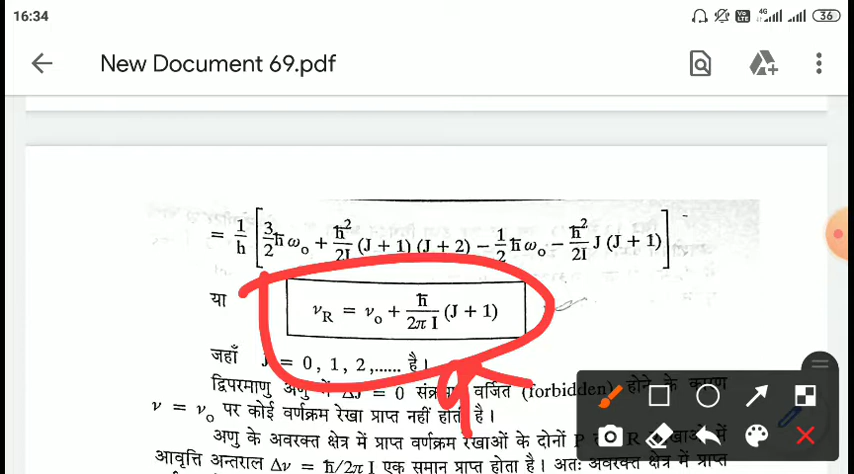 16:34 4G 36
New Document 69.pdf
= 1/h [ 3/2 ħ ω₀ + ħ²/2I (J + 1) (J + 2) − 1/2 ħ ω₀ − ħ²/2I J (J + 1) ]
या ν_R = ν₀ + ħ/2π I (J + 1)
जहाँ J = 0, 1, 2,...... है।
द्विपरमाणु अणु में ΔJ = 0 वर्जित (forbidden) होने के कारण
ν = ν₀ पर कोई वर्णक्रम रेखा प्राप्त नहीं होती है।
अणु के अवरक्त क्षेत्र में प्राप्त वर्णक्रम रेखाओं के दोनों P R
आवृत्ति अन्तराल Δν = ħ/2π I एक समान प्राप्त होता है। अतः अवरक्त क्षेत्र में प्राप्त